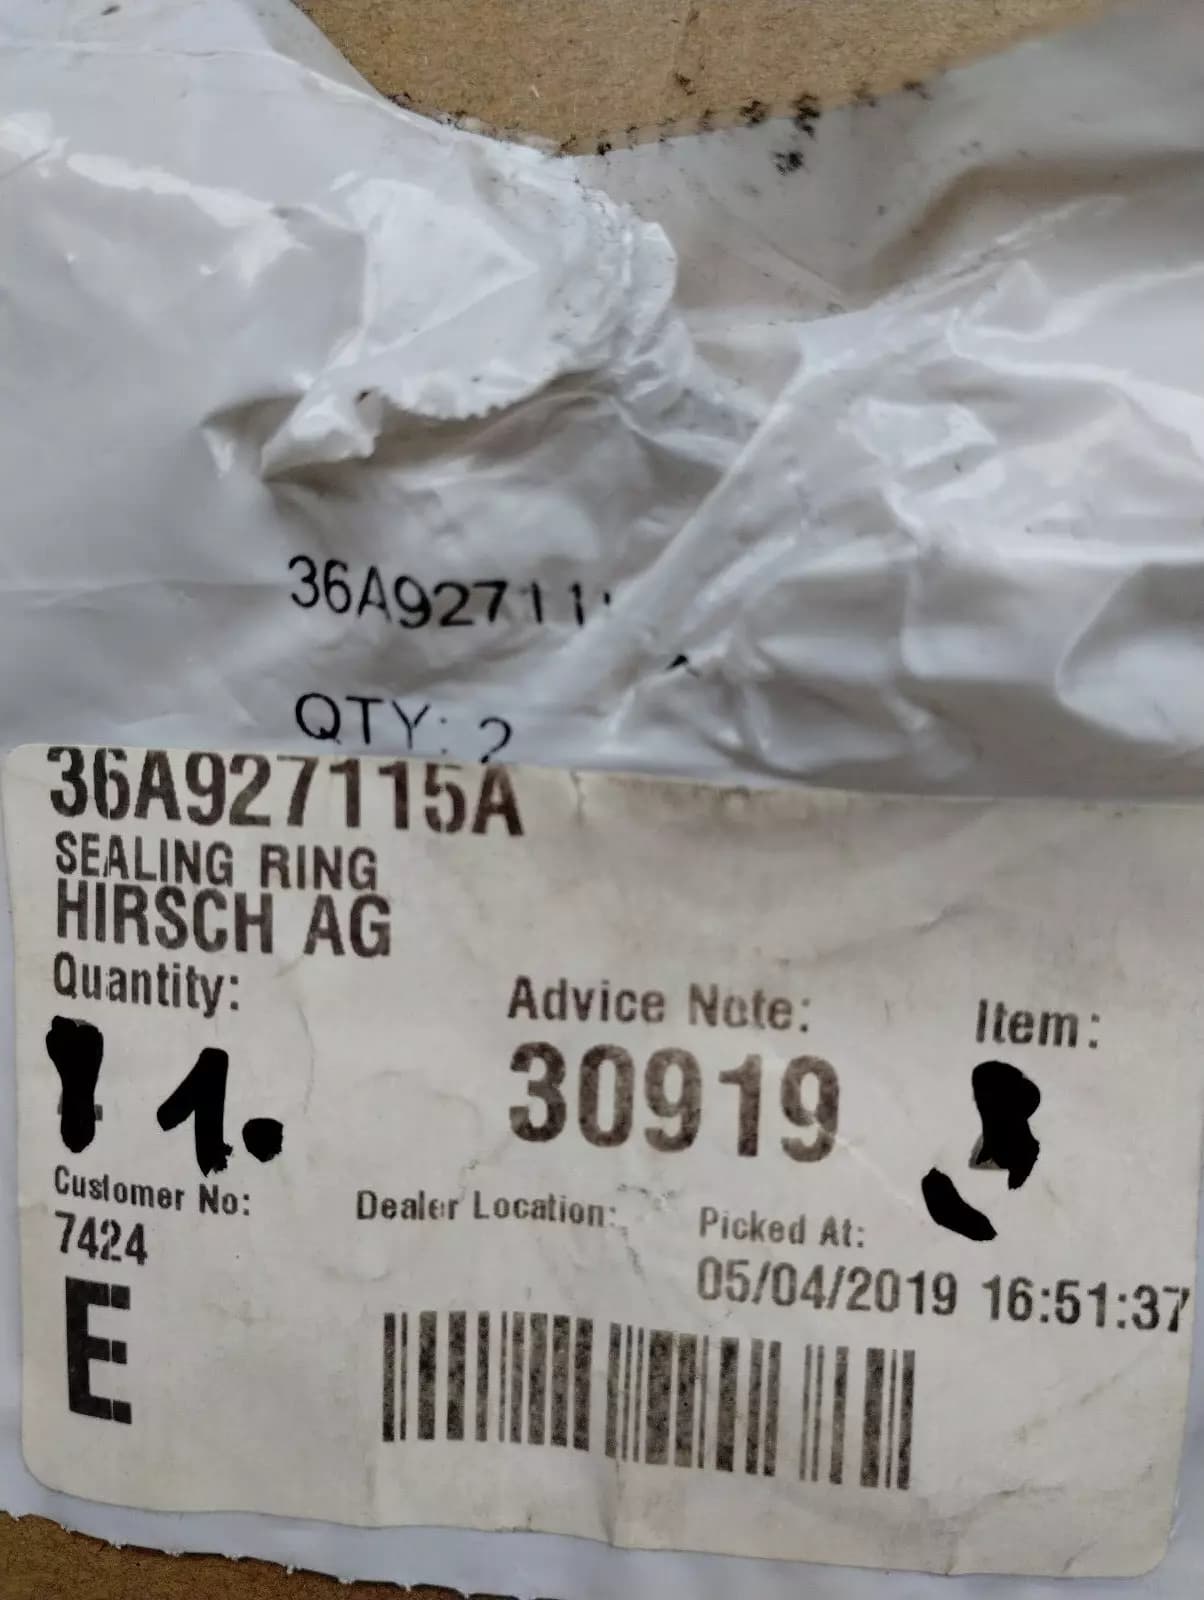 36A92711
QTY: 2
36A927115A
SEALING RING
HIRSCH AG
Quantity: Advice Note: Item:
1. 30919
Customer No: Dealer Location: Picked At:
7424 05/04/2019 16:51:37
E